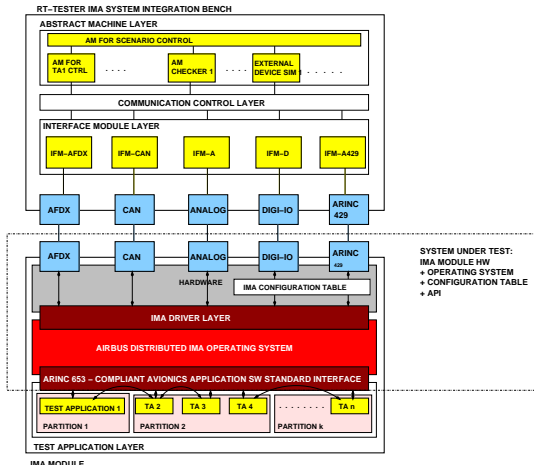 RT–TESTER IMA SYSTEM INTEGRATION BENCH
ABSTRACT MACHINE LAYER
AM FOR SCENARIO CONTROL
AM FOR
TA1 CTRL
. . . .
AM
CHECKER 1
. . . .
EXTERNAL
DEVICE SIM 1
. . . . .
COMMUNICATION CONTROL LAYER
INTERFACE MODULE LAYER
IFM–AFDX
IFM–CAN
IFM–A
IFM–D
IFM–A429
AFDX
CAN
ANALOG
DIGI–IO
ARINC
429
AFDX
CAN
ANALOG
DIGI–IO
ARINC
429
SYSTEM UNDER TEST:
IMA MODULE HW
+ OPERATING SYSTEM
+ CONFIGURATION TABLE
+ API
HARDWARE
IMA CONFIGURATION TABLE
IMA DRIVER LAYER
AIRBUS DISTRIBUTED IMA OPERATING SYSTEM
ARINC 653 – COMPLIANT AVIONICS APPLICATION SW STANDARD INTERFACE
TEST APPLICATION 1
TA 2
TA 3
TA 4
. . . . . . . .
TA n
PARTITION 1
PARTITION 2
PARTITION k
TEST APPLICATION LAYER
IMA MODULE